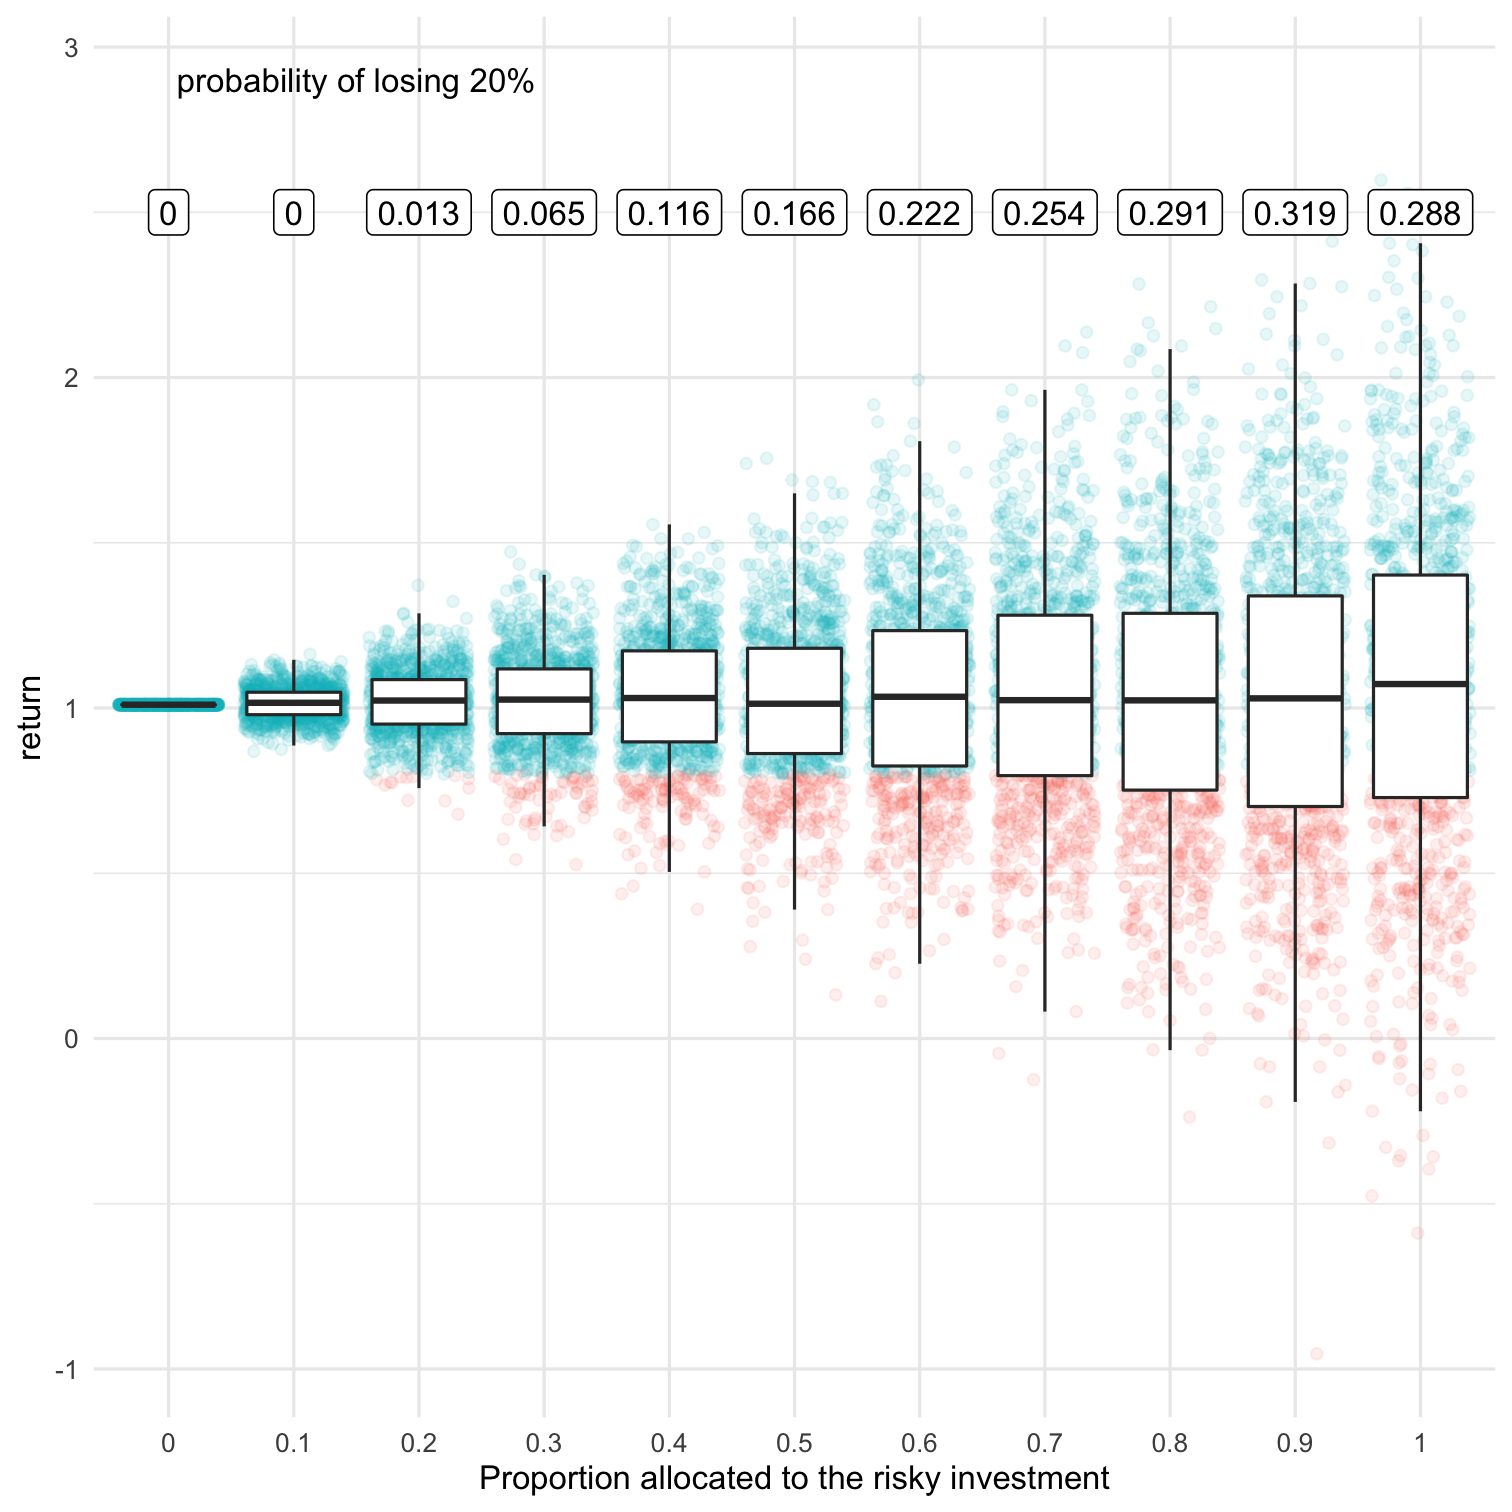 3
probability of losing 20%
0 0 0.013 0.065 0.116 0.166 0.222 0.254 0.291 0.319 0.288
2
1
return
0
-1
0 0.1 0.2 0.3 0.4 0.5 0.6 0.7 0.8 0.9 1
Proportion allocated to the risky investment